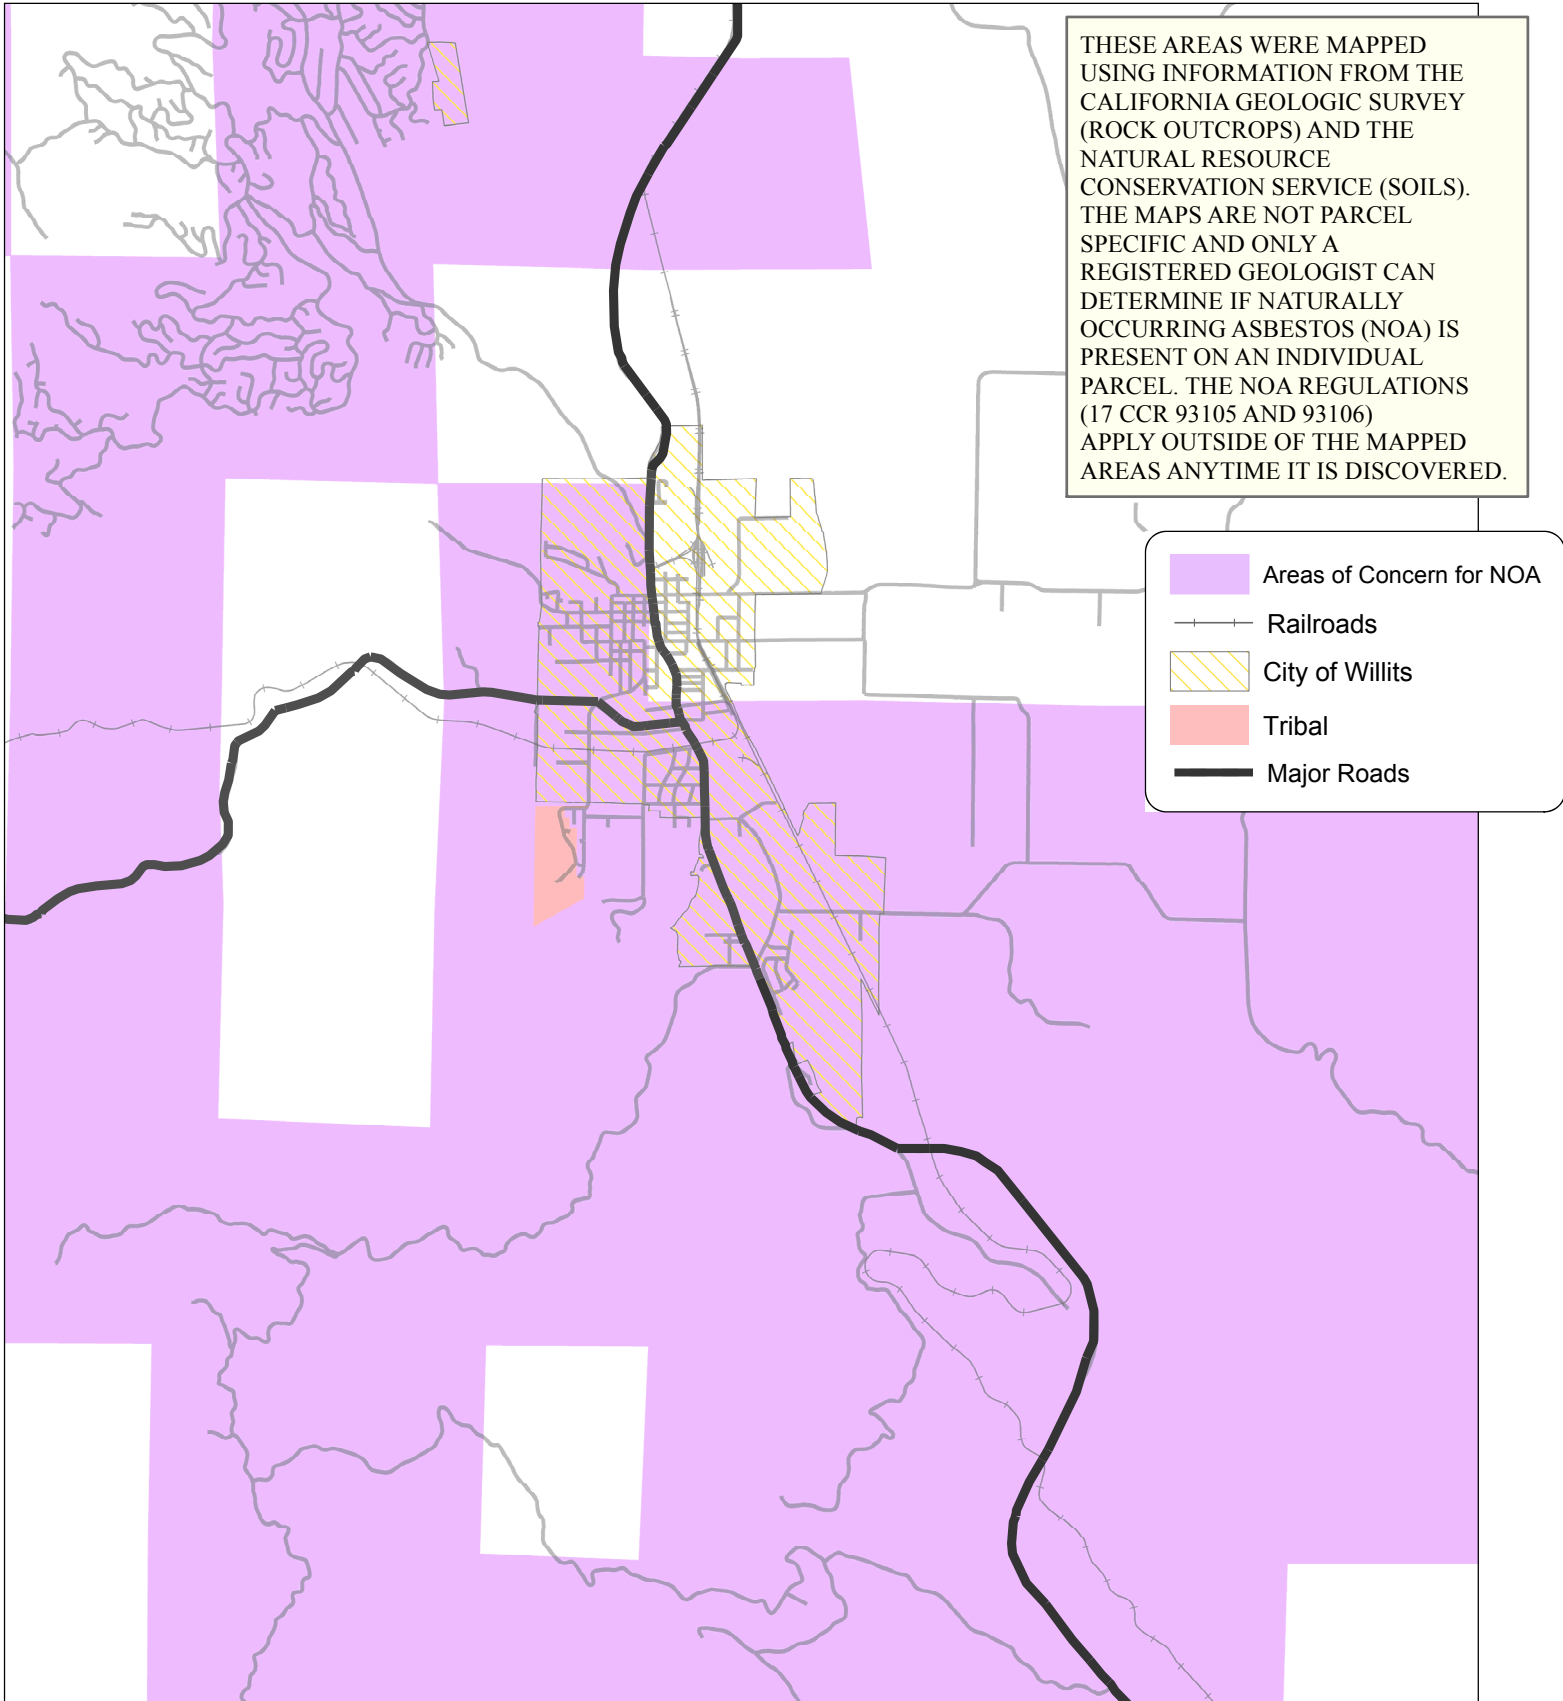 THESE AREAS WERE MAPPED
USING INFORMATION FROM THE
CALIFORNIA GEOLOGIC SURVEY
(ROCK OUTCROPS) AND THE
NATURAL RESOURCE
CONSERVATION SERVICE (SOILS).
THE MAPS ARE NOT PARCEL
SPECIFIC AND ONLY A
REGISTERED GEOLOGIST CAN
DETERMINE IF NATURALLY
OCCURRING ASBESTOS (NOA) IS
PRESENT ON AN INDIVIDUAL
PARCEL. THE NOA REGULATIONS
(17 CCR 93105 AND 93106)
APPLY OUTSIDE OF THE MAPPED
AREAS ANYTIME IT IS DISCOVERED.
Areas of Concern for NOA
Railroads
City of Willits
Tribal
Major Roads